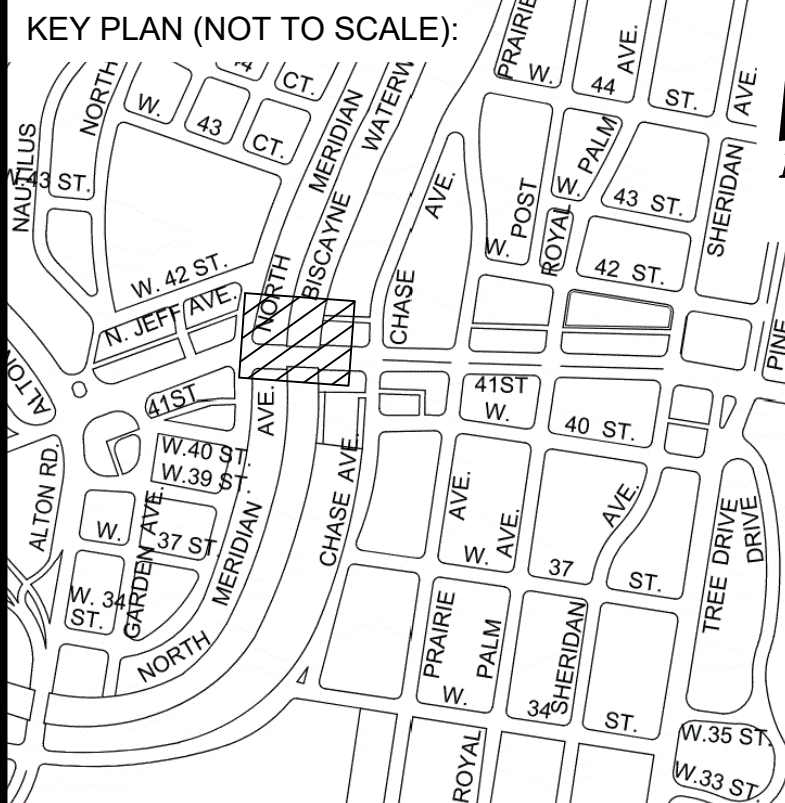 KEY PLAN (NOT TO SCALE):
PRAIRIE
W. 44 ST.
AVE.
AVE.
NORTH
W. 43 CT.
CT.
MERIDIAN
BISCAYNE WATERW
NAUTILUS
W.43 ST.
AVE.
CHASE
POST
W.
PALM
W.
ROYAL
43 ST.
SHERIDAN
42 ST.
W. 42 ST.
N. JEFF AVE.
NORTH
ALTON
PINE
41ST
41ST
W.
40 ST.
AVE.
W.40 ST.
W.39 ST.
CHASE AVE.
ALTON RD.
GARDEN AVE.
W.
37 ST.
MERIDIAN
W. 34
ST.
NORTH
AVE.
AVE.
AVE.
W. 37 ST.
TREE DRIVE
DRIVE
PRAIRIE
PALM
SHERIDAN
W. 34 ST.
ROYAL
W.35 ST.
W.33 ST.